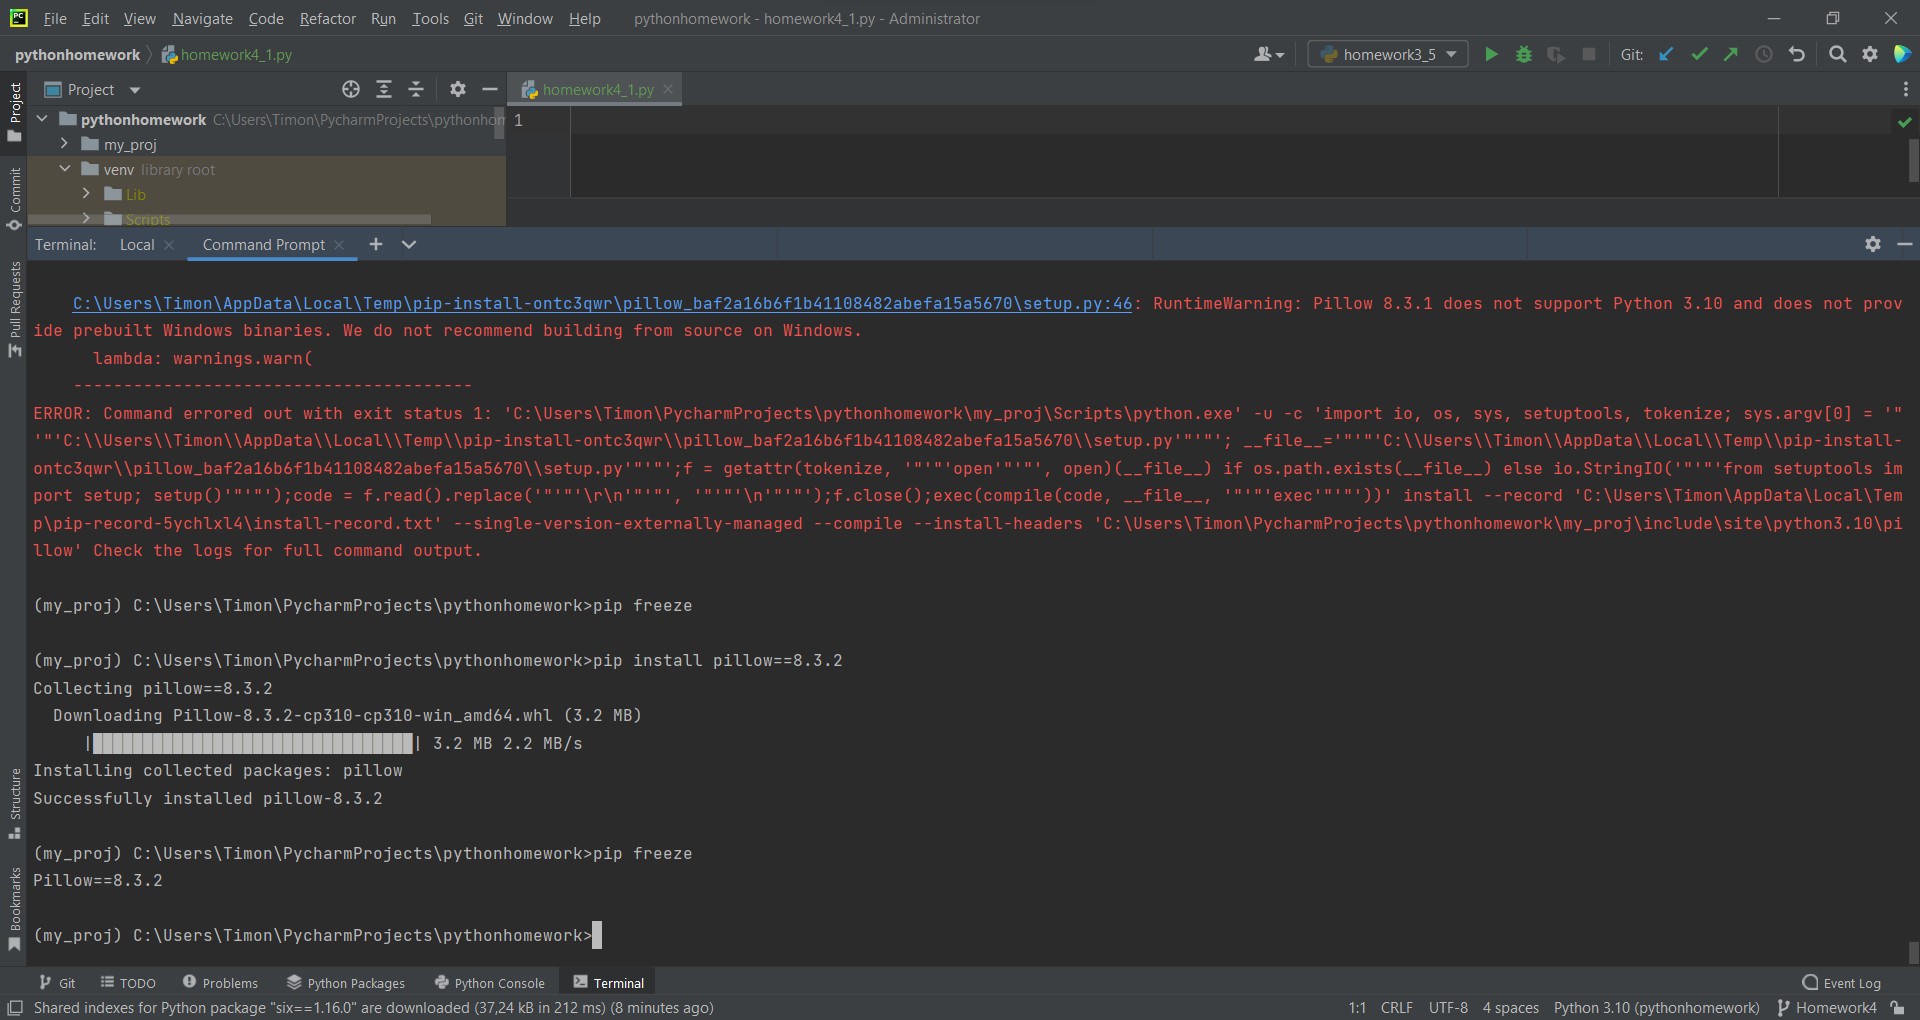 PC File Edit View Navigate Code Refactor Run Tools Git Window Help pythonhomework - homework4_1.py - Administrator
pythonhomework homework4_1.py homework3_5 Git:
Project
homework4_1.py
pythonhomework C:\Users\Timon\PycharmProjects\pythonhom
1
my_proj
venv library root
Lib
Scripts
Project
Commit
Pull Requests
Structure
Bookmarks
Terminal: Local Command Prompt
C:\Users\Timon\AppData\Local\Temp\pip-install-ontc3qwr\pillow_baf2a16b6f1b41108482abefa15a5670\setup.py:46: RuntimeWarning: Pillow 8.3.1 does not support Python 3.10 and does not prov
ide prebuilt Windows binaries. We do not recommend building from source on Windows.
lambda: warnings.warn(
----------------------------------------
ERROR: Command errored out with exit status 1: 'C:\Users\Timon\PycharmProjects\pythonhomework\my_proj\Scripts\python.exe' -u -c 'import io, os, sys, setuptools, tokenize; sys.argv[0] = '"
'"'C:\\Users\\Timon\\AppData\\Local\\Temp\\pip-install-ontc3qwr\\pillow_baf2a16b6f1b41108482abefa15a5670\\setup.py'"'"'; __file__='"'"'C:\\Users\\Timon\\AppData\\Local\\Temp\\pip-install-
ontc3qwr\\pillow_baf2a16b6f1b41108482abefa15a5670\\setup.py'"'"';f = getattr(tokenize, '"'"'open'"'"', open)(__file__) if os.path.exists(__file__) else io.StringIO('"'"'from setuptools im
port setup; setup()'"'"');code = f.read().replace('"'"'\r\n'"'"', '"'"'\n'"'"');f.close();exec(compile(code, __file__, '"'"'exec'"'"'))' install --record 'C:\Users\Timon\AppData\Local\Tem
p\pip-record-5ychlxl4\install-record.txt' --single-version-externally-managed --compile --install-headers 'C:\Users\Timon\PycharmProjects\pythonhomework\my_proj\include\site\python3.10\pi
llow' Check the logs for full command output.
(my_proj) C:\Users\Timon\PycharmProjects\pythonhomework>pip freeze
(my_proj) C:\Users\Timon\PycharmProjects\pythonhomework>pip install pillow==8.3.2
Collecting pillow==8.3.2
Downloading Pillow-8.3.2-cp310-cp310-win_amd64.whl (3.2 MB)
|████████████████████████████████| 3.2 MB 2.2 MB/s
Installing collected packages: pillow
Successfully installed pillow-8.3.2
(my_proj) C:\Users\Timon\PycharmProjects\pythonhomework>pip freeze
Pillow==8.3.2
(my_proj) C:\Users\Timon\PycharmProjects\pythonhomework>
Git TODO Problems Python Packages Python Console Terminal Event Log
Shared indexes for Python package "six==1.16.0" are downloaded (37,24 kB in 212 ms) (8 minutes ago) 1:1 CRLF UTF-8 4 spaces Python 3.10 (pythonhomework) Homework4